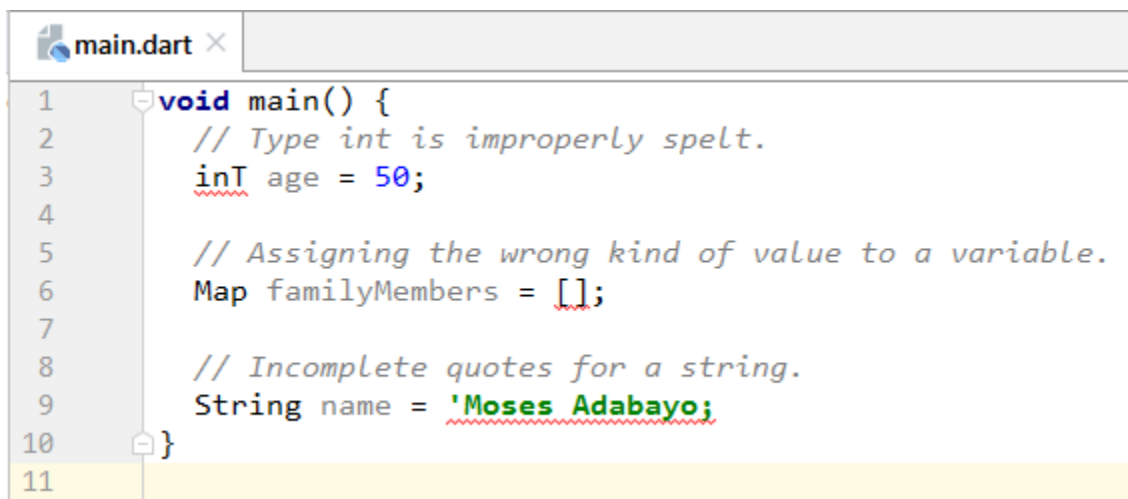 main.dart
1 void main() {
2 // Type int is improperly spelt.
3 inT age = 50;
4
5 // Assigning the wrong kind of value to a variable.
6 Map familyMembers = [];
7
8 // Incomplete quotes for a string.
9 String name = 'Moses Adabayo;
10 }
11